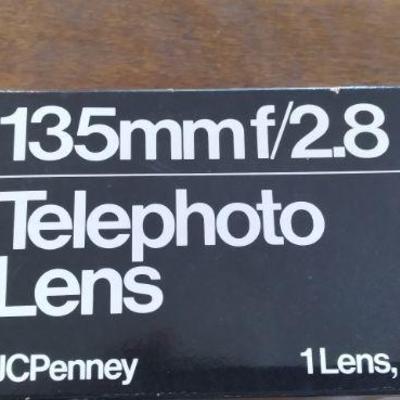 135mm f/2.8
Telephoto
Lens
JCPenney 1 Lens,